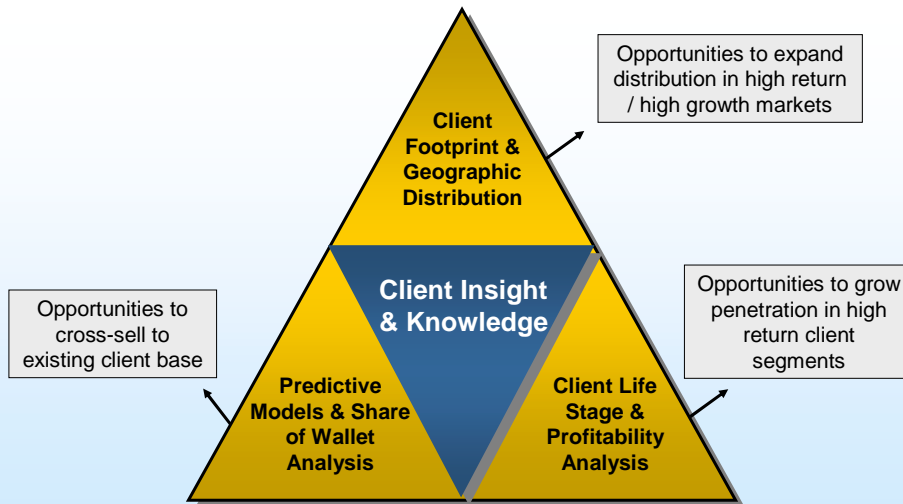 Opportunities to expand
distribution in high return
/ high growth markets
Client
Footprint &
Geographic
Distribution
Client Insight
& Knowledge
Opportunities to
cross-sell to
existing client base
Opportunities to grow
penetration in high
return client
segments
Predictive
Models & Share
of Wallet
Analysis
Client Life
Stage &
Profitability
Analysis